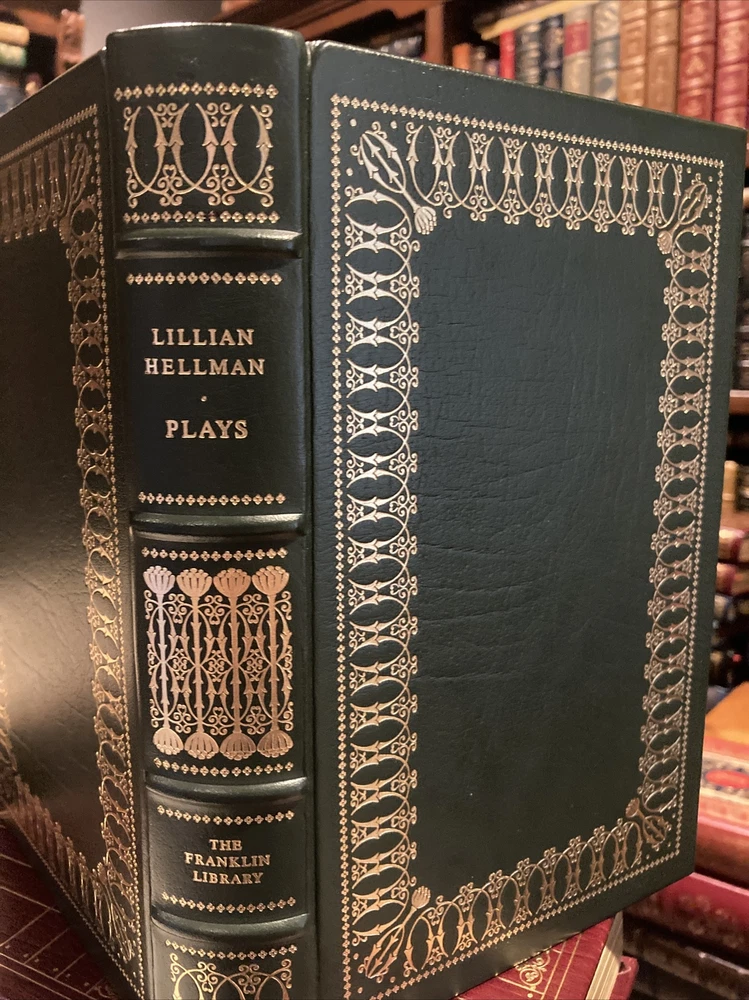 LILLIAN
HELLMAN
PLAYS
THE
FRANKLIN
LIBRARY